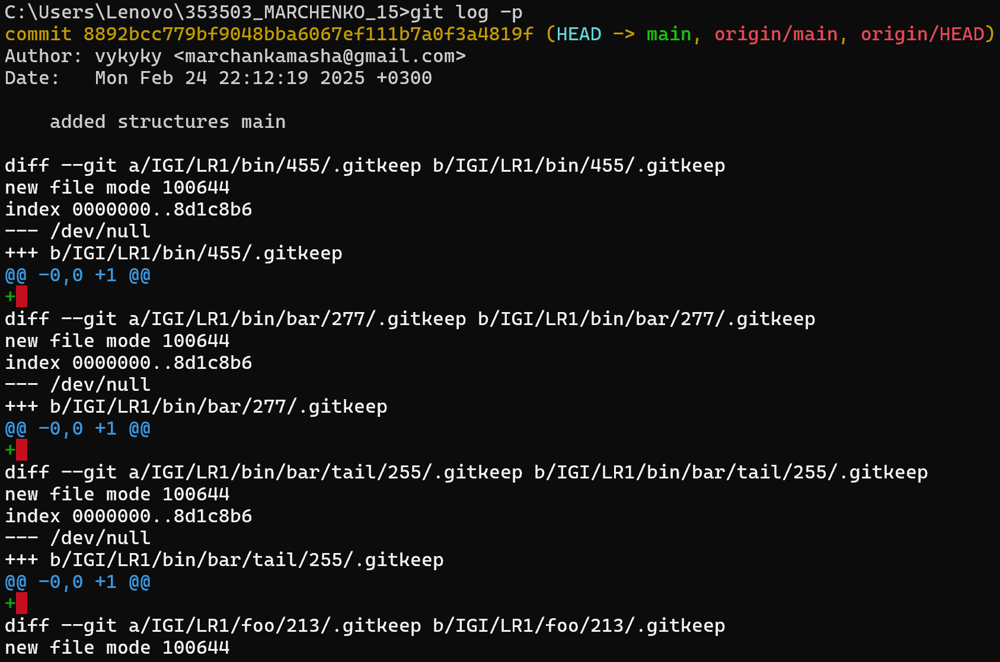 C:\Users\Lenovo\353503_MARCHENKO_15>git log -p
commit 8892bcc779bf9048bba6067ef111b7a0f3a4819f (HEAD -> main, origin/main, origin/HEAD)
Author: vykyky <marchankamasha@gmail.com>
Date:   Mon Feb 24 22:12:19 2025 +0300
    added structures main
diff --git a/IGI/LR1/bin/455/.gitkeep b/IGI/LR1/bin/455/.gitkeep
new file mode 100644
index 0000000..8d1c8b6
--- /dev/null
+++ b/IGI/LR1/bin/455/.gitkeep
@@ -0,0 +1 @@
+
diff --git a/IGI/LR1/bin/bar/277/.gitkeep b/IGI/LR1/bin/bar/277/.gitkeep
new file mode 100644
index 0000000..8d1c8b6
--- /dev/null
+++ b/IGI/LR1/bin/bar/277/.gitkeep
@@ -0,0 +1 @@
+
diff --git a/IGI/LR1/bin/bar/tail/255/.gitkeep b/IGI/LR1/bin/bar/tail/255/.gitkeep
new file mode 100644
index 0000000..8d1c8b6
--- /dev/null
+++ b/IGI/LR1/bin/bar/tail/255/.gitkeep
@@ -0,0 +1 @@
+
diff --git a/IGI/LR1/foo/213/.gitkeep b/IGI/LR1/foo/213/.gitkeep
new file mode 100644